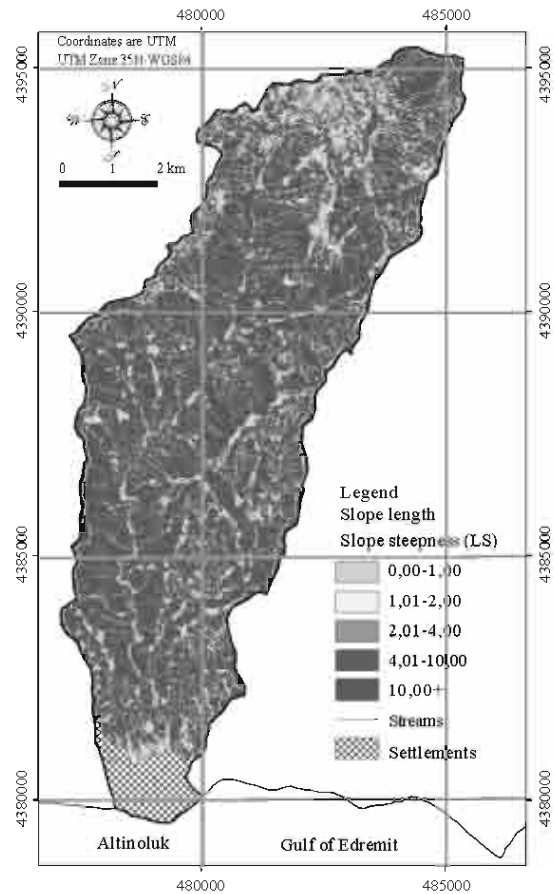 480000
485000
Coordinates are UTM
UTM Zone 35H-WGS84
4395000
4395000
0 1 2 km
4390000
4390000
4385000
4385000
Legend
Slope length
Slope steepness (LS)
0,00-1,00
1,01-2,00
2,01-4,00
4,01-10,00
10,00+
Streams
Settlements
4380000
4380000
Altinoluk
Gulf of Edremit
480000
485000